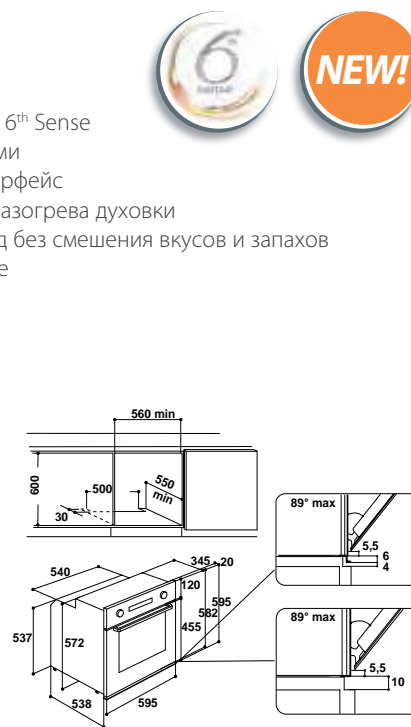 6th
sense
NEW!
6th Sense
ми
рфейс
азогрева духовки
д без смешения вкусов и запахов
е
560 min
600
500
550
min
30
89° max
5,5
6
4
540
345
20
120
595
582
537
572
455
538
595
89° max
5,5
10